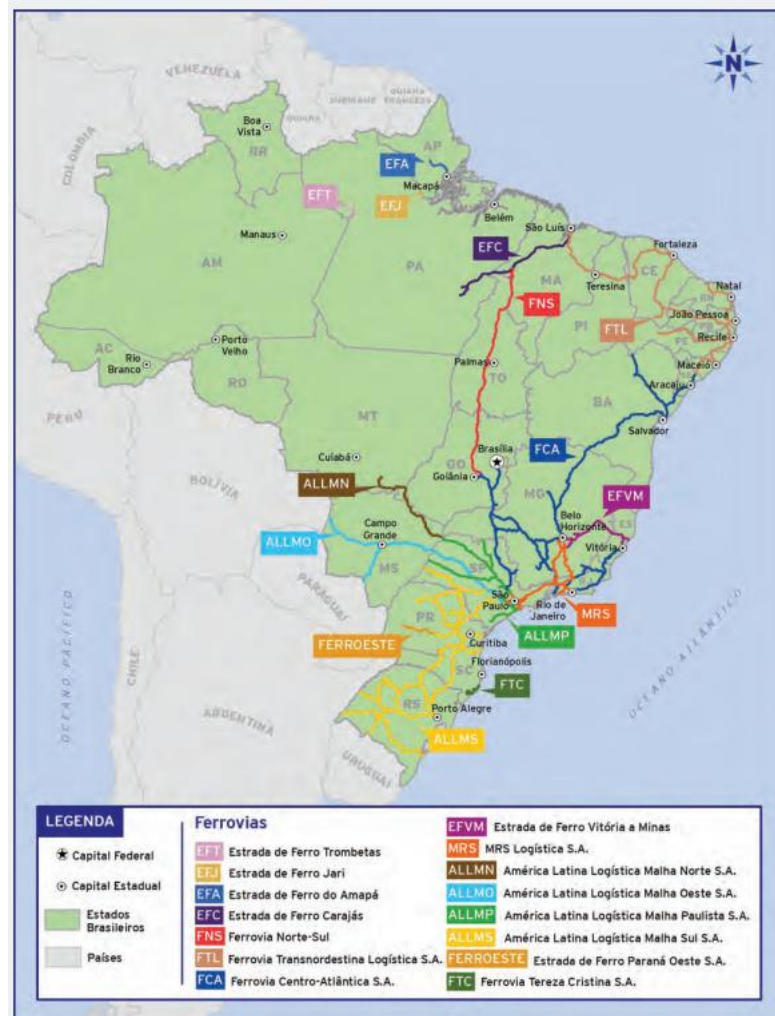 N
VENEZUELA
GUIANA FRANCESA
SURINAME
GUIANA
COLÔMBIA
Boa Vista
RR
AP
EFA
Macapá
EFT
EFJ
Belém
São Luís
Manaus
EFC
Fortaleza
AM
PA
MA
CE
Teresina
Natal
RN
FNS
João Pessoa
PB
PI
FTL
Recife
PE
AC
Rio Branco
Porto Velho
Palmas
Maceió
TO
Aracaju
RO
PERU
MT
BA
Salvador
Brasília
Cuiabá
GO
FCA
BOLÍVIA
Goiânia
ALLMN
MG
EFVM
Belo Horizonte
ES
Campo Grande
ALLMO
Vitória
MS
SP
PARAGUAI
São Paulo
Rio de Janeiro
MRS
PR
ALLMP
FERROESTE
Curitiba
Florianópolis
SC
FTC
RS
Porto Alegre
ALLMS
ARGENTINA
URUGUAI
CHILE
OCEANO PACÍFICO
OCEANO ATLÂNTICO
LEGENDA
Capital Federal
Capital Estadual
Estados Brasileiros
Países
Ferrovias
EFT Estrada de Ferro Trombetas
EFJ Estrada de Ferro Jari
EFA Estrada de Ferro do Amapá
EFC Estrada de Ferro Carajás
FNS Ferrovia Norte-Sul
FTL Ferrovia Transnordestina Logística S.A.
FCA Ferrovia Centro-Atlântica S.A.
EFVM Estrada de Ferro Vitória a Minas
MRS MRS Logística S.A.
ALLMN América Latina Logística Malha Norte S.A.
ALLMO América Latina Logística Malha Oeste S.A.
ALLMP América Latina Logística Malha Paulista S.A.
ALLMS América Latina Logística Malha Sul S.A.
FERROESTE Estrada de Ferro Paraná Oeste S.A.
FTC Ferrovia Tereza Cristina S.A.